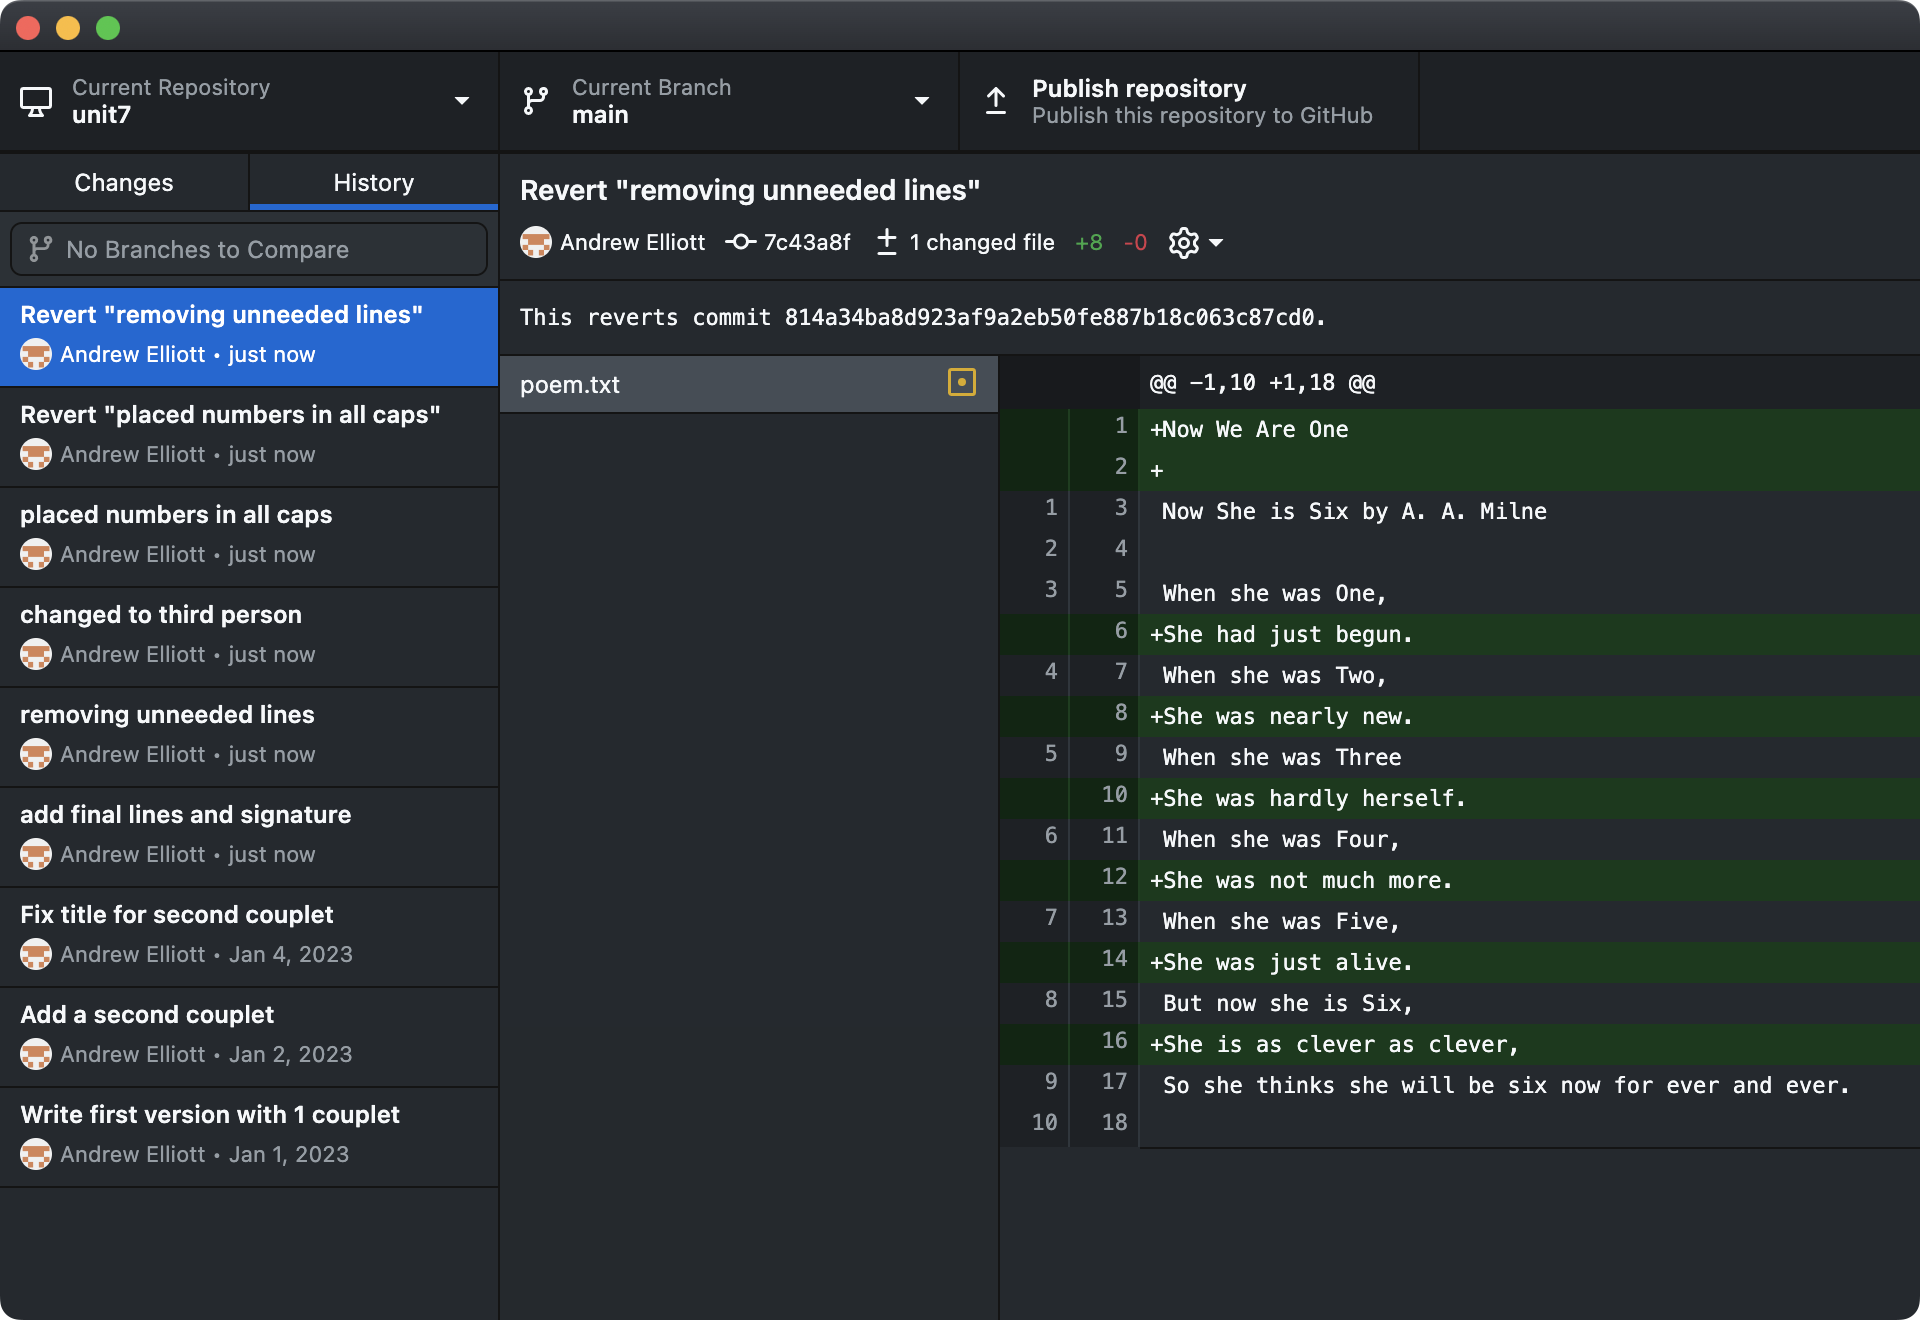 Current Repository
unit7
Current Branch
main
Publish repository
Publish this repository to GitHub
Changes
History
No Branches to Compare
Revert "removing unneeded lines"
Andrew Elliott • just now
Revert "placed numbers in all caps"
Andrew Elliott • just now
placed numbers in all caps
Andrew Elliott • just now
changed to third person
Andrew Elliott • just now
removing unneeded lines
Andrew Elliott • just now
add final lines and signature
Andrew Elliott • just now
Fix title for second couplet
Andrew Elliott • Jan 4, 2023
Add a second couplet
Andrew Elliott • Jan 2, 2023
Write first version with 1 couplet
Andrew Elliott • Jan 1, 2023
Revert "removing unneeded lines"
Andrew Elliott 7c43a8f 1 changed file +8 -0
This reverts commit 814a34ba8d923af9a2eb50fe887b18c063c87cd0.
poem.txt
@@ -1,10 +1,18 @@
1 +Now We Are One
2 +
1 3 Now She is Six by A. A. Milne
2 4
3 5 When she was One,
6 +She had just begun.
4 7 When she was Two,
8 +She was nearly new.
5 9 When she was Three
10 +She was hardly herself.
6 11 When she was Four,
12 +She was not much more.
7 13 When she was Five,
14 +She was just alive.
8 15 But now she is Six,
16 +She is as clever as clever,
9 17 So she thinks she will be six now for ever and ever.
10 18